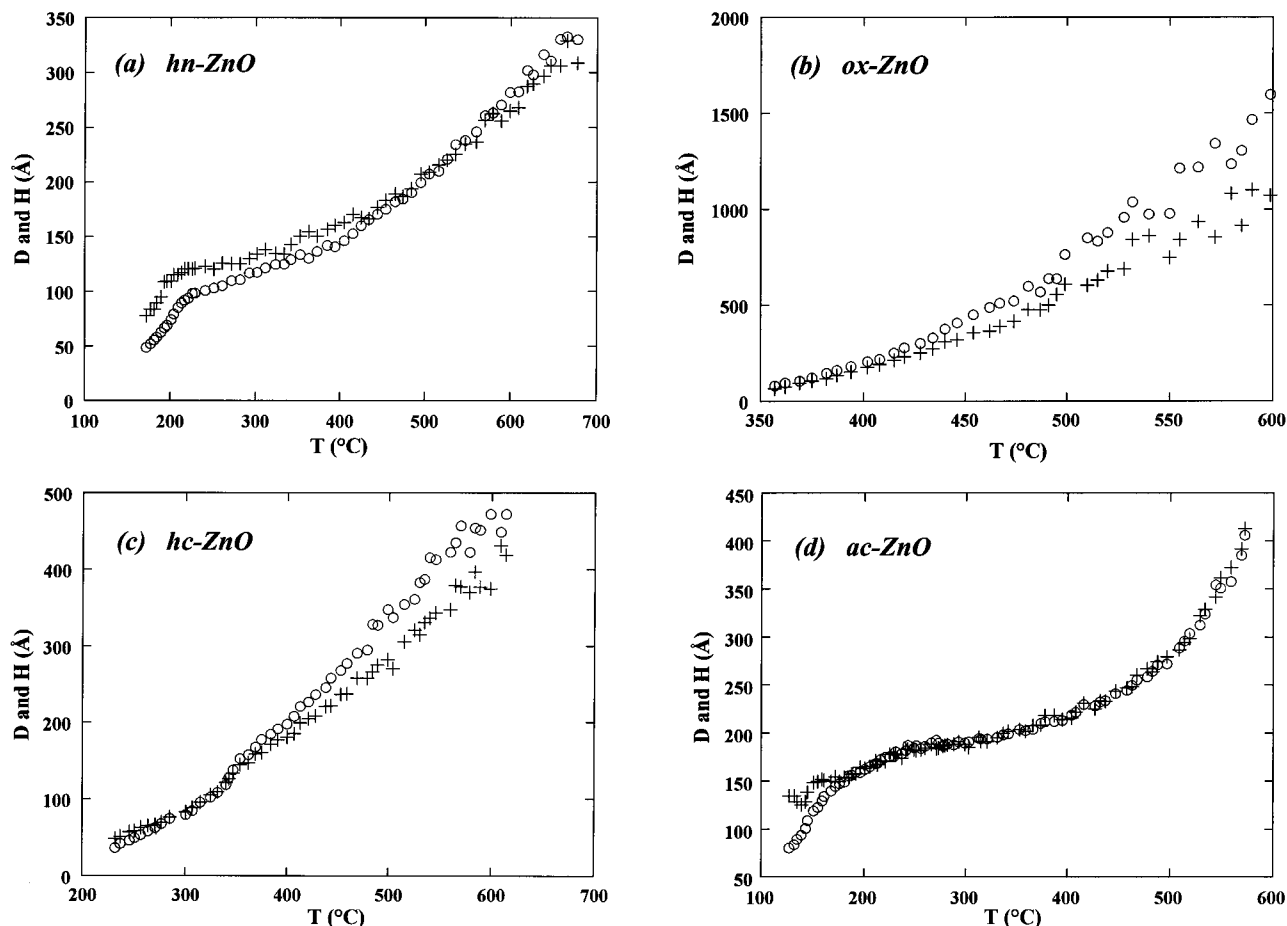 (a) hn-ZnO
350
300
250
200
150
100
50
0
D and H (Å)
100 200 300 400 500 600 700
T (°C)
(b) ox-ZnO
2000
1500
1000
500
0
D and H (Å)
350 400 450 500 550 600
T (°C)
(c) hc-ZnO
500
400
300
200
100
0
D and H (Å)
200 300 400 500 600 700
T (°C)
(d) ac-ZnO
450
400
350
300
250
200
150
100
50
D and H (Å)
100 200 300 400 500 600
T (°C)